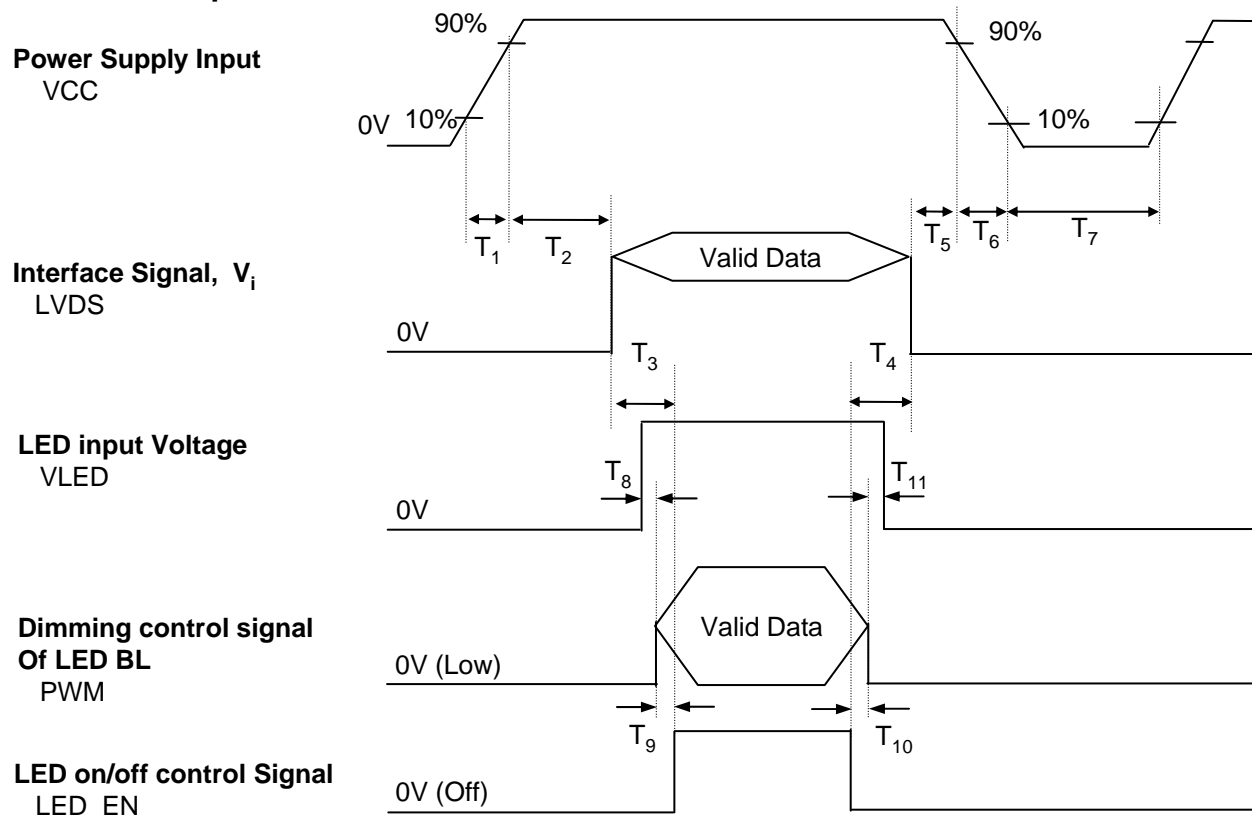 90%
90%
Power Supply Input
VCC
0V
10%
10%
T1
T2
T5
T6
T7
Interface Signal, Vi
LVDS
Valid Data
0V
T3
T4
LED input Voltage
VLED
T8
T11
0V
Dimming control signal
Of LED BL
PWM
Valid Data
0V (Low)
T9
T10
LED on/off control Signal
LED EN
0V (Off)